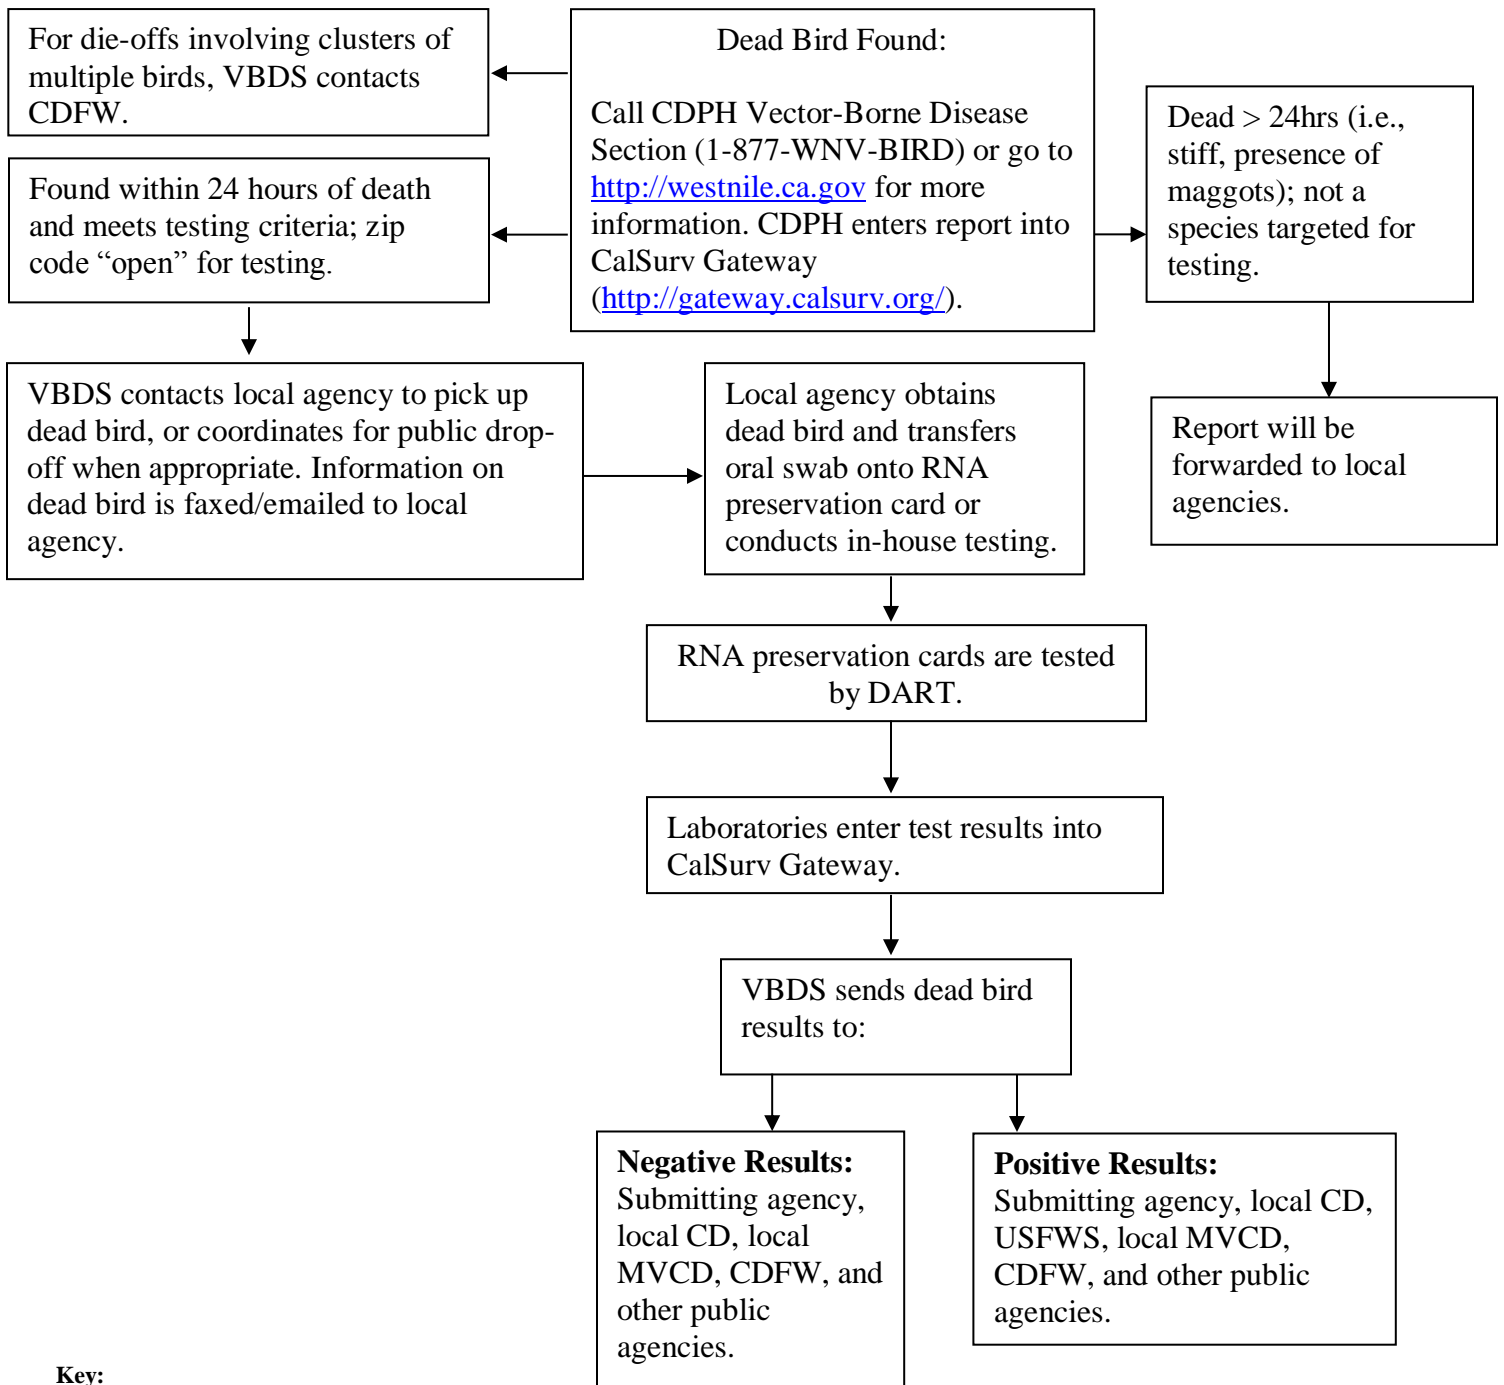 For die-offs involving clusters of
multiple birds, VBDS contacts
CDFW.
Dead Bird Found:
Call CDPH Vector-Borne Disease
Section (1-877-WNV-BIRD) or go to
http://westnile.ca.gov for more
information. CDPH enters report into
CalSurv Gateway
(http://gateway.calsurv.org/).
Dead > 24hrs (i.e.,
stiff, presence of
maggots); not a
species targeted for
testing.
Found within 24 hours of death
and meets testing criteria; zip
code “open” for testing.
VBDS contacts local agency to pick up
dead bird, or coordinates for public drop-
off when appropriate. Information on
dead bird is faxed/emailed to local
agency.
Local agency obtains
dead bird and transfers
oral swab onto RNA
preservation card or
conducts in-house testing.
Report will be
forwarded to local
agencies.
RNA preservation cards are tested
by DART.
Laboratories enter test results into
CalSurv Gateway.
VBDS sends dead bird
results to:
Negative Results:
Submitting agency,
local CD, local
MVCD, CDFW, and
other public
agencies.
Positive Results:
Submitting agency, local CD,
USFWS, local MVCD,
CDFW, and other public
agencies.
Key: